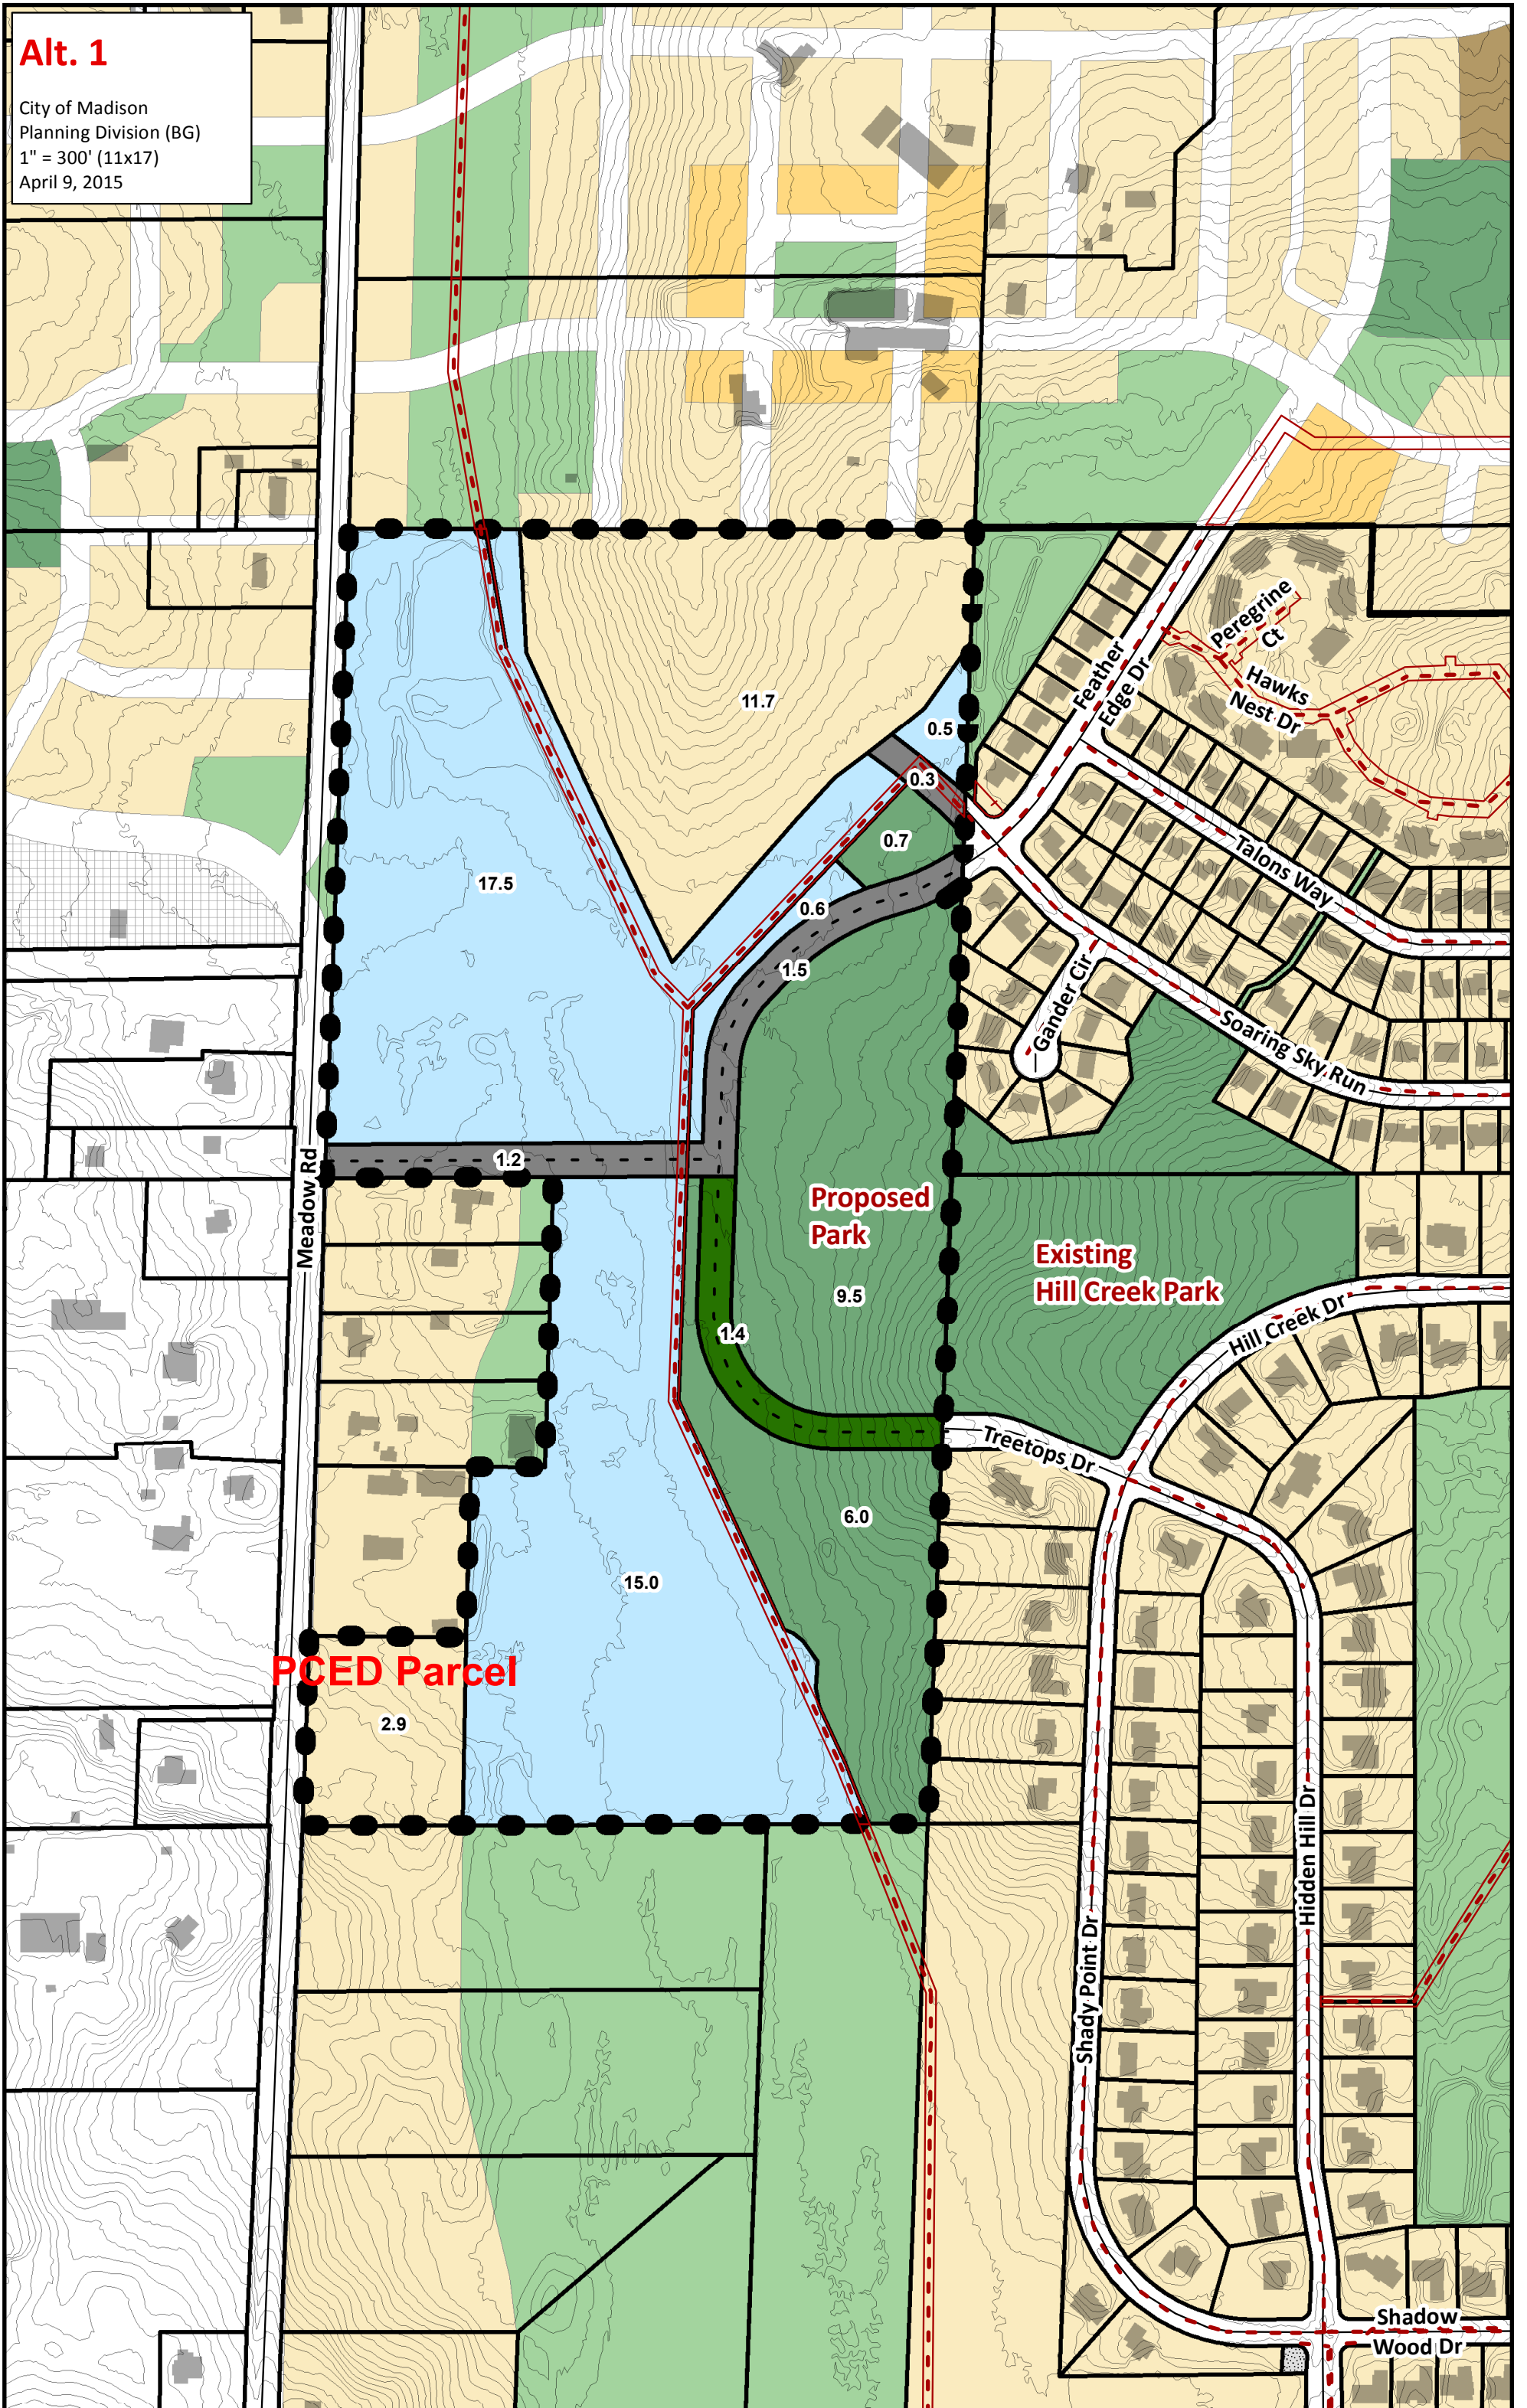 Alt. 1
City of Madison
Planning Division (BG)
1" = 300' (11x17)
April 9, 2015
Peregrine
Ct
Feather
Edge Dr
Hawks
Nest Dr
11.7
0.5
0.3
0.7
Talons Way
17.5
0.6
1.5
Gander Cir
Soaring Sky Run
1.2
Meadow Rd
Proposed
Park
Existing
Hill Creek Park
9.5
1.4
Hill Creek Dr
Treetops Dr
6.0
15.0
PCED Parcel
2.9
Hidden Hill Dr
Shady Point Dr
Shadow
Wood Dr